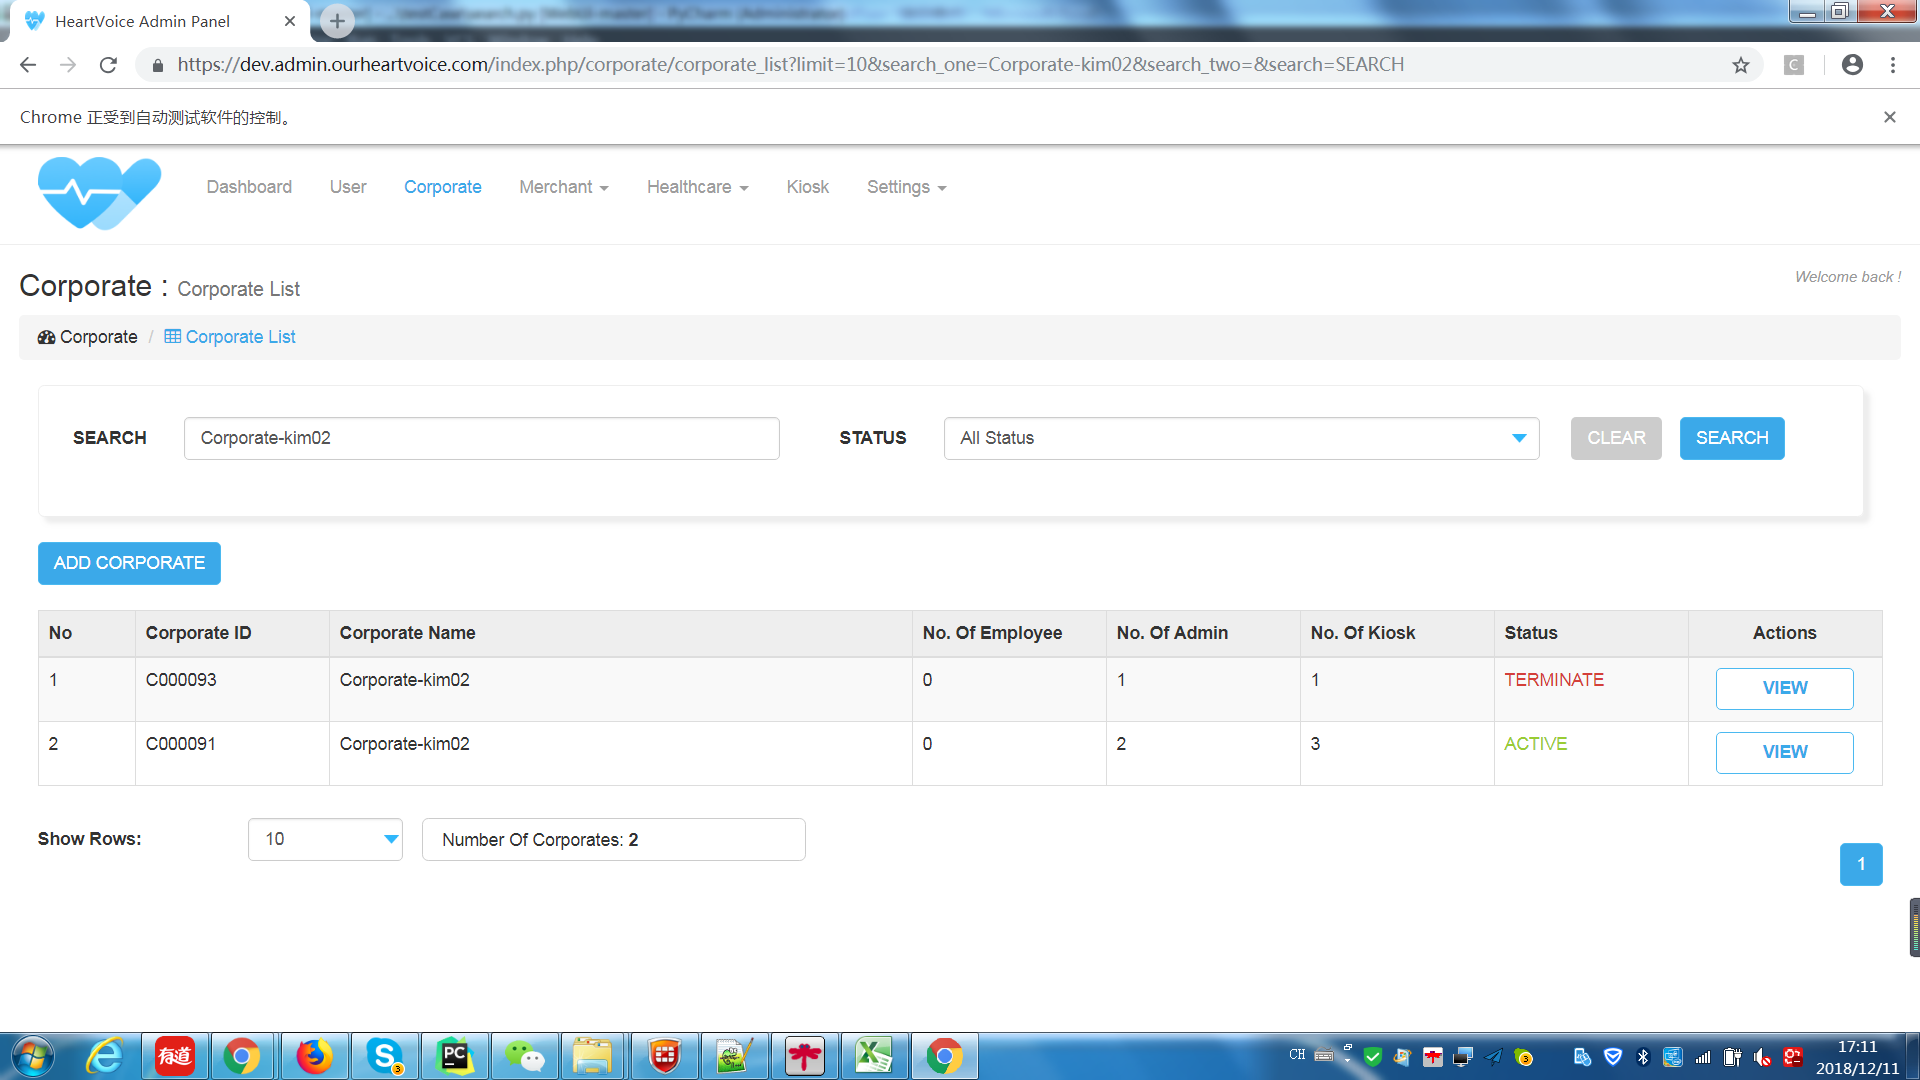 HeartVoice Admin Panel
https://dev.admin.ourheartvoice.com/index.php/corporate/corporate_list?limit=10&search_one=Corporate-kim02&search_two=&search=SEARCH
C
Chrome 正受到自动测试软件的控制。
Dashboard User Corporate Merchant Healthcare Kiosk Settings
Corporate : Corporate List
Welcome back !
Corporate / Corporate List
SEARCH Corporate-kim02 STATUS All Status CLEAR SEARCH
ADD CORPORATE
No Corporate ID Corporate Name No. Of Employee No. Of Admin No. Of Kiosk Status Actions
1 C000093 Corporate-kim02 0 1 1 TERMINATE VIEW
2 C000091 Corporate-kim02 0 2 3 ACTIVE VIEW
Show Rows: 10 Number Of Corporates: 2
1
有道
S 3
PC
CH
3
17:11
2018/12/11